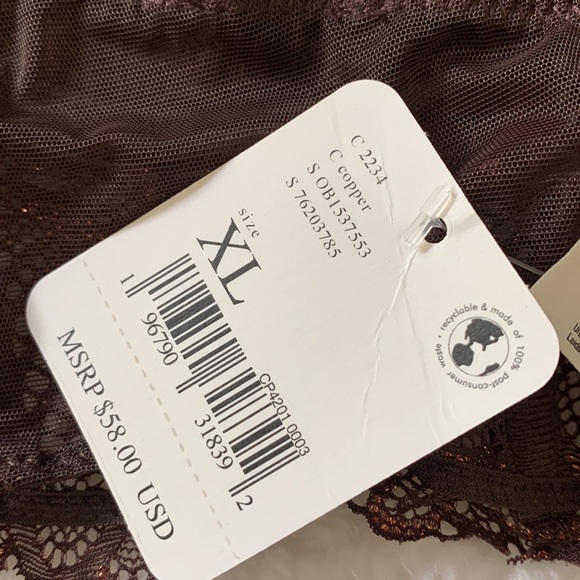 C 2234
C copper
S OB1537553
S 76203785
size
XL
CP4201 0003
1 96790 31839 2
MSRP $58.00 USD
• recyclable & made of 100% post-consumer waste